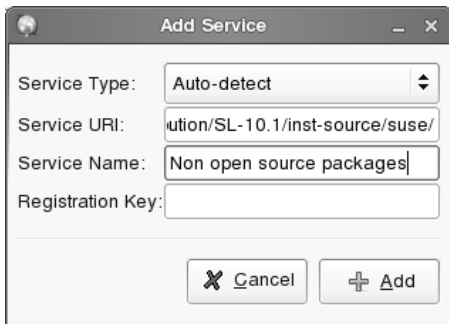 Add Service
Service Type: Auto-detect
Service URI: ution/SL-10.1/inst-source/suse/
Service Name: Non open source packages
Registration Key:
Cancel Add